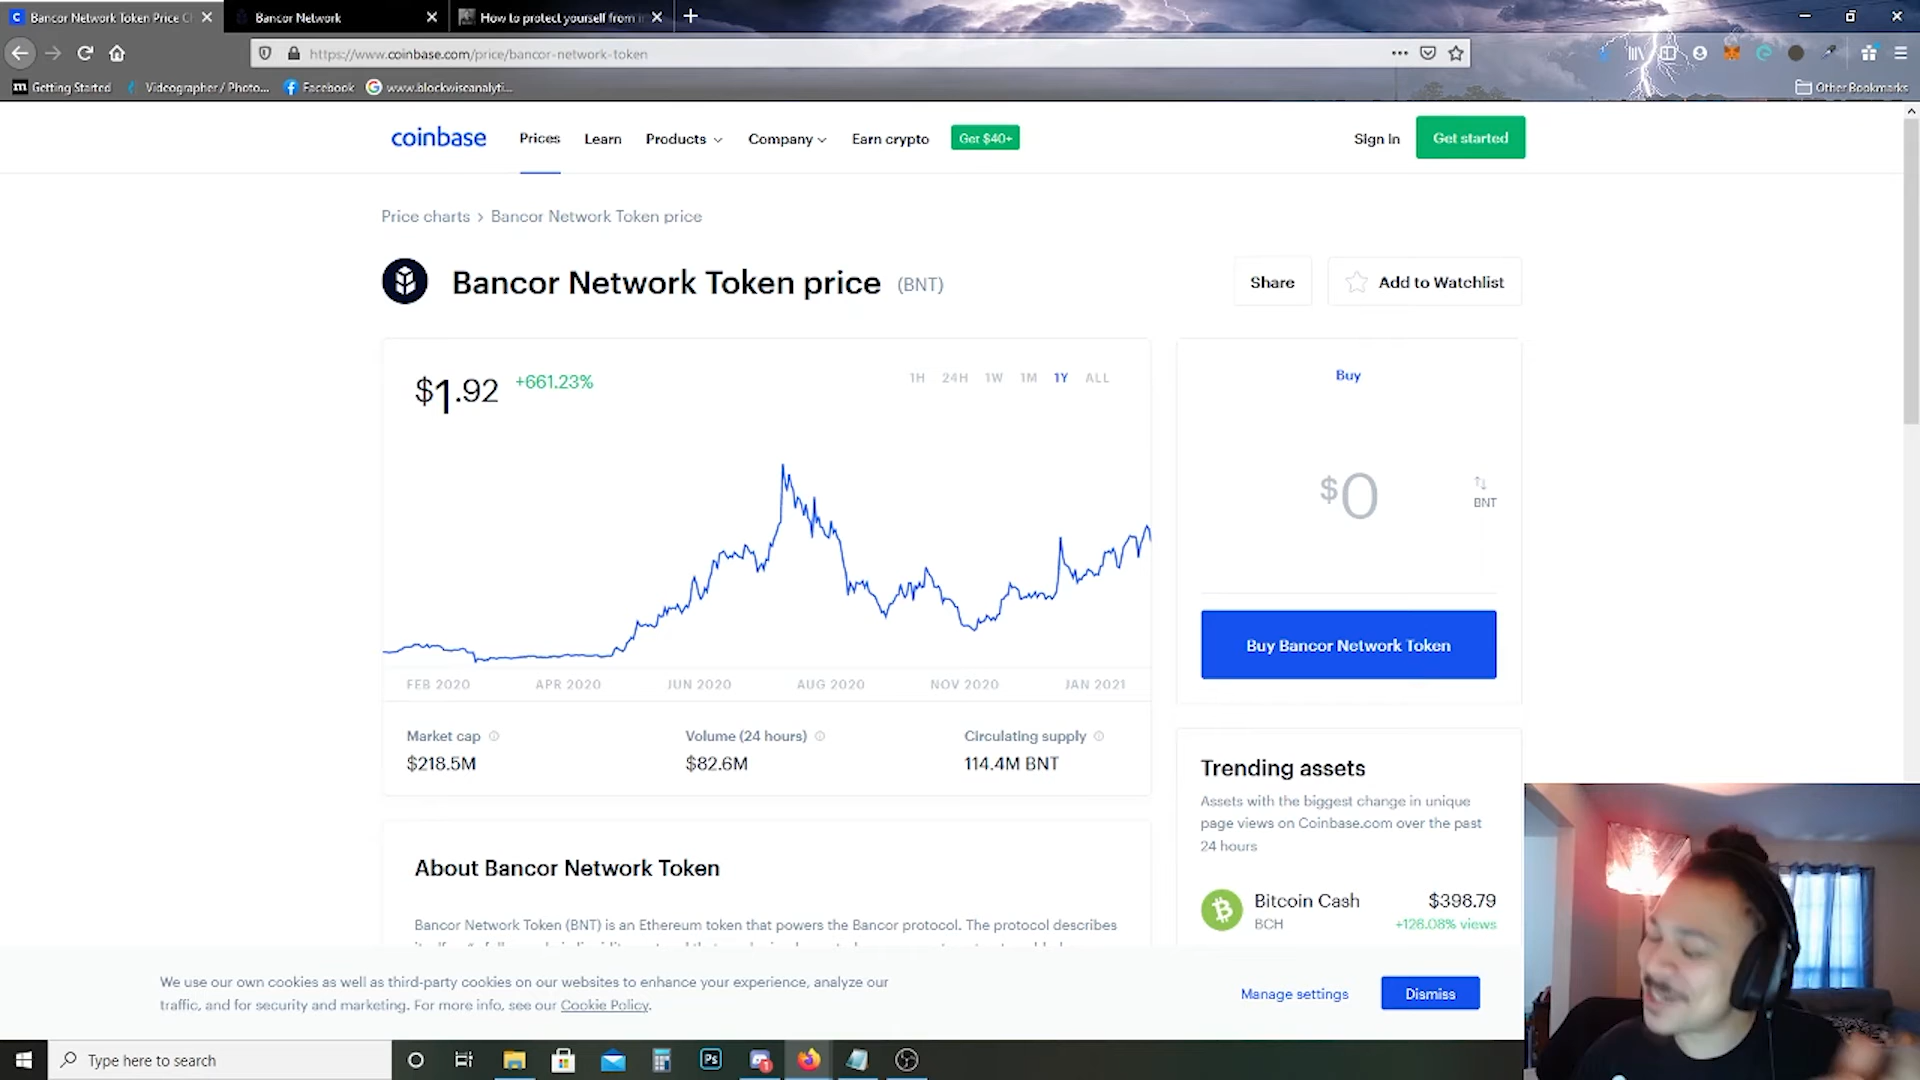 Bancor Network Token Price C
Bancor Network
How to protect yourself from i
https://www.coinbase.com/price/bancor-network-token
Getting Started
Videographer / Photo...
Facebook
www.blockwiseanalyti...
Other Bookmarks
coinbase
Prices
Learn
Products
Company
Earn crypto
Get $40+
Sign In
Get started
Price charts › Bancor Network Token price
Bancor Network Token price (BNT)
Share
Add to Watchlist
$1.92 +661.23%
1H 24H 1W 1M 1Y ALL
Buy
$0
BNT
Buy Bancor Network Token
FEB 2020 APR 2020 JUN 2020 AUG 2020 NOV 2020 JAN 2021
Market cap Volume (24 hours) Circulating supply
$218.5M $82.6M 114.4M BNT
Trending assets
Assets with the biggest change in unique
page views on Coinbase.com over the past
24 hours
Bitcoin Cash $398.79
BCH +126.08% views
About Bancor Network Token
Bancor Network Token (BNT) is an Ethereum token that powers the Bancor protocol. The protocol describes
We use our own cookies as well as third-party cookies on our websites to enhance your experience, analyze our
traffic, and for security and marketing. For more info, see our Cookie Policy.
Manage settings
Dismiss
Type here to search
Ps